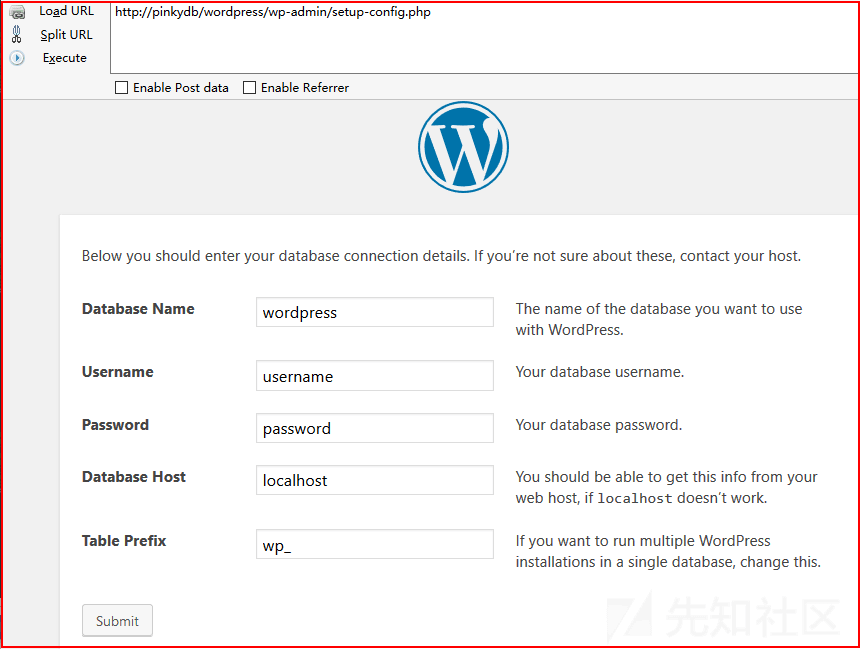 Load URL
http://pinkydb/wordpress/wp-admin/setup-config.php
Split URL
Execute
Enable Post data
Enable Referrer
Below you should enter your database connection details. If you’re not sure about these, contact your host.
Database Name
wordpress
The name of the database you want to use
with WordPress.
Username
username
Your database username.
Password
password
Your database password.
Database Host
localhost
You should be able to get this info from your
web host, if localhost doesn’t work.
Table Prefix
wp_
If you want to run multiple WordPress
installations in a single database, change this.
Submit
先知社区